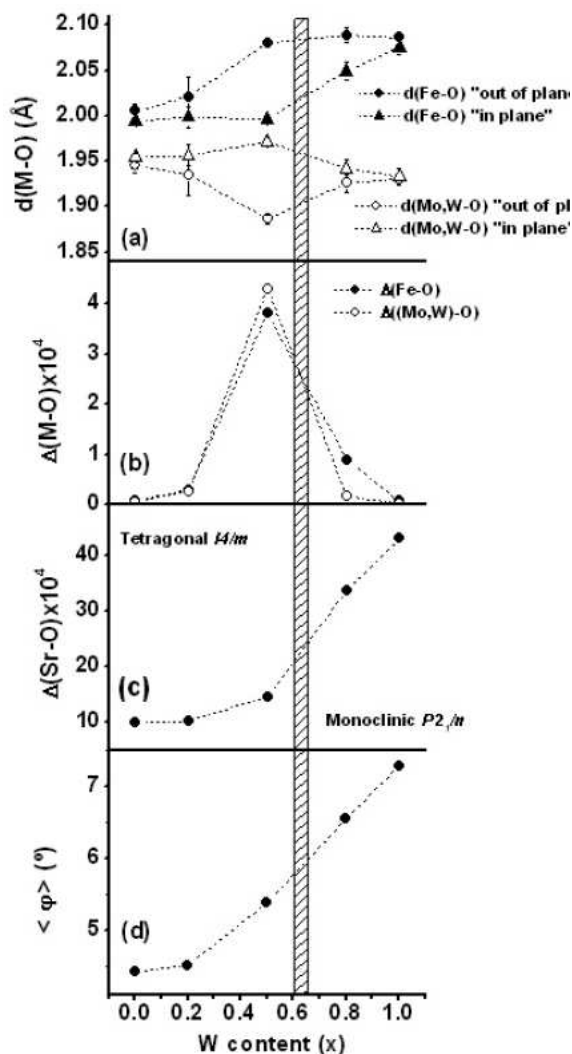 2.10
2.05
2.00
1.95
1.90
1.85
d(M-O) (Å)
d(Fe-O) "out of plane
d(Fe-O) "in plane"
d(Mo,W-O) "out of pl
d(Mo,W-O) "in plane"
(a)
4
3
2
1
0
Δ(M-O)x10⁴
Δ(Fe-O)
Δ((Mo,W)-O)
(b)
Tetragonal I4/m
40
30
20
10
Δ(Sr-O)x10⁴
(c)
Monoclinic P2₁/n
7
6
5
< φ > (º)
(d)
0.0 0.2 0.4 0.6 0.8 1.0
W content (x)